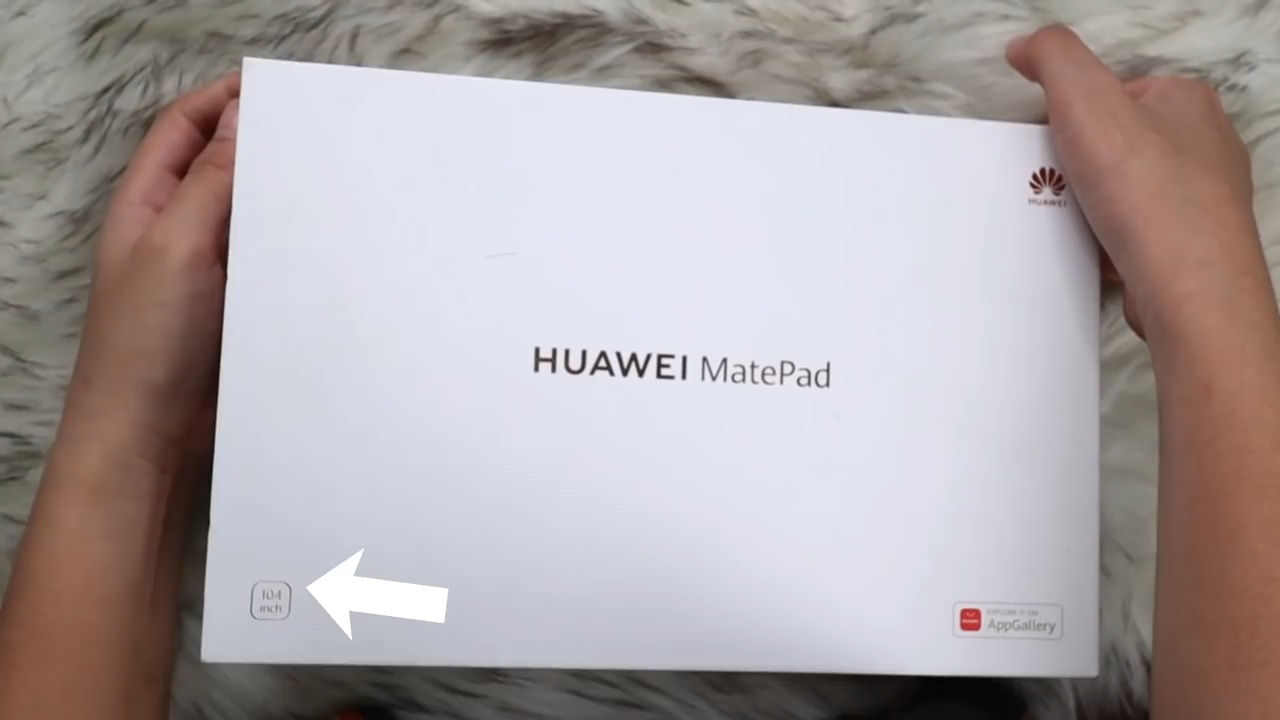 HUAWEI
HUAWEI MatePad
10.4
inch
EXPLORE IT ON
AppGallery